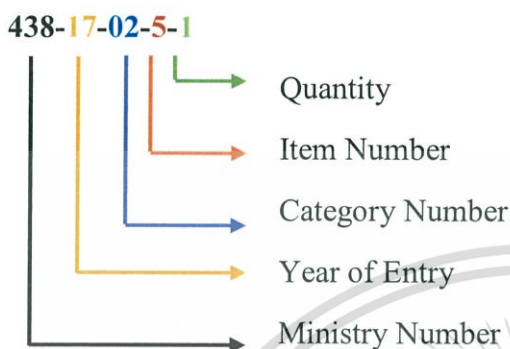 438-17-02-5-1
Quantity
Item Number
Category Number
Year of Entry
Ministry Number